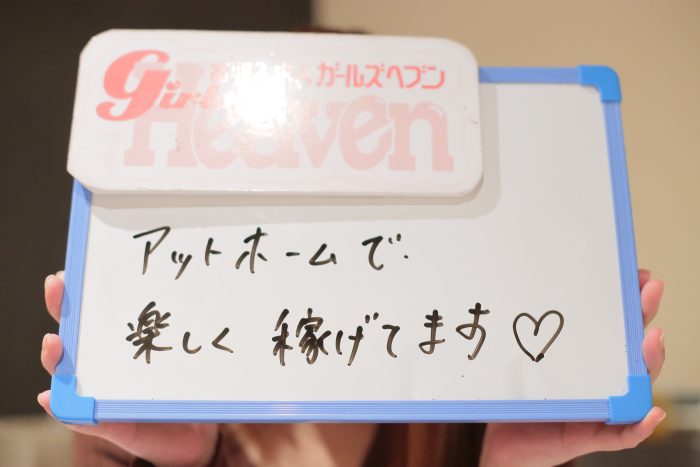 Girls
ガールズヘブン
Heaven
アットホームで
楽しく 稼げてます♡